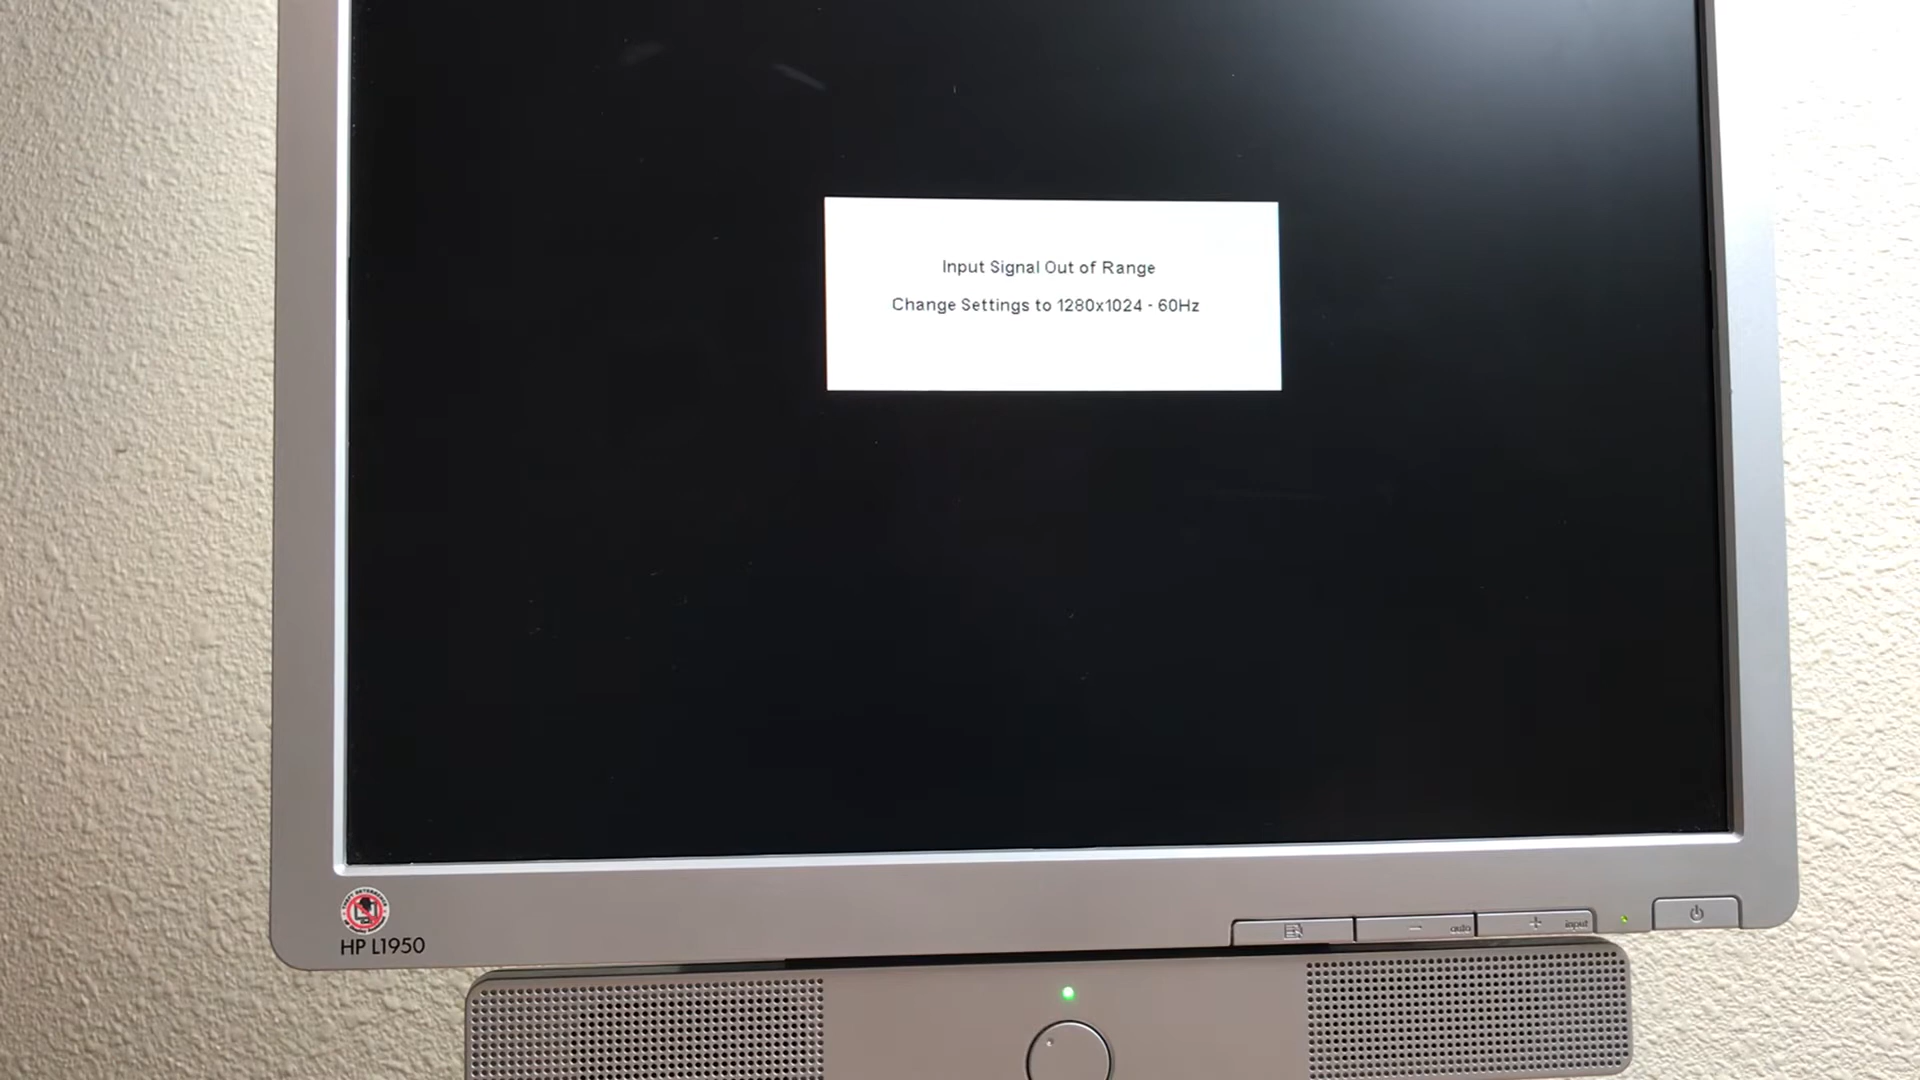 Input Signal Out of Range
Change Settings to 1280x1024 - 60Hz
HP L1950
auto
input